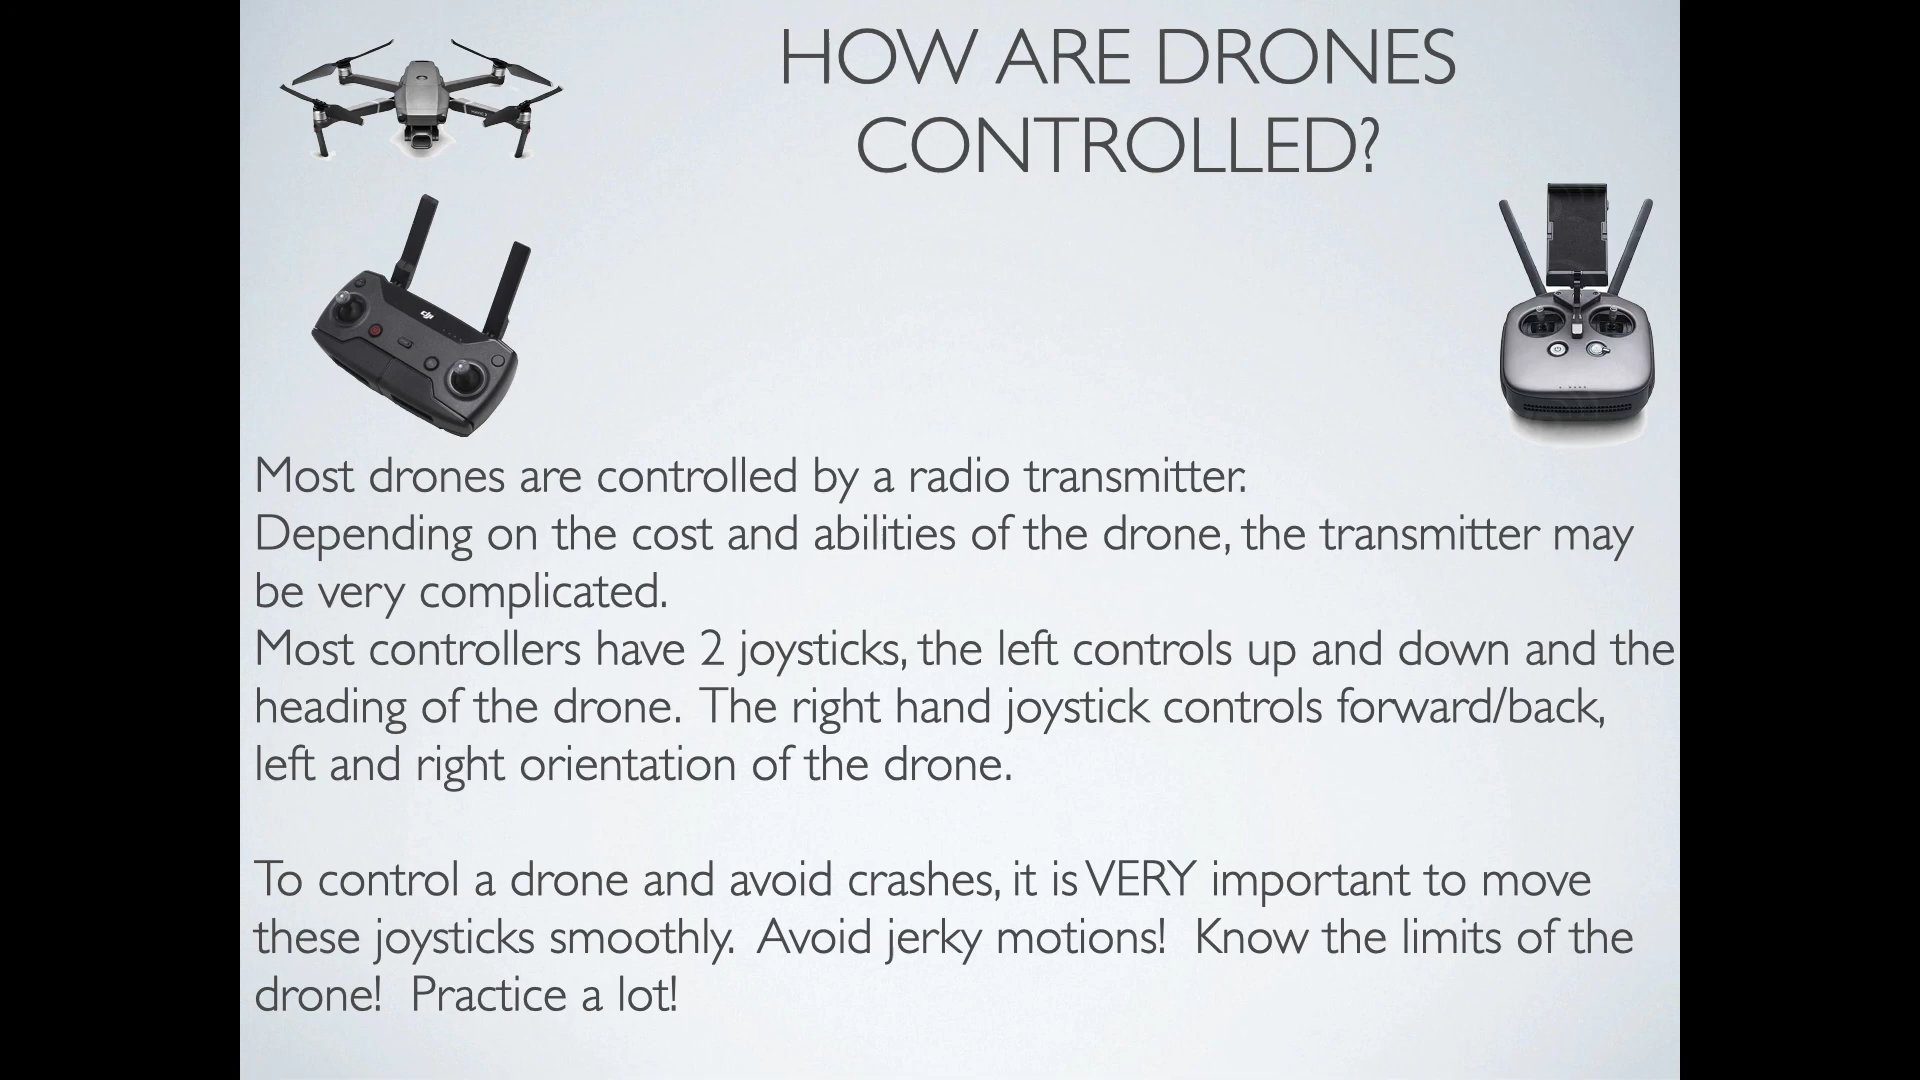 HOW ARE DRONES
CONTROLLED?
dji
Most drones are controlled by a radio transmitter.
Depending on the cost and abilities of the drone, the transmitter may
be very complicated.
Most controllers have 2 joysticks, the left controls up and down and the
heading of the drone.  The right hand joystick controls forward/back,
left and right orientation of the drone.
To control a drone and avoid crashes, it is VERY important to move
these joysticks smoothly.  Avoid jerky motions!  Know the limits of the
drone!  Practice a lot!